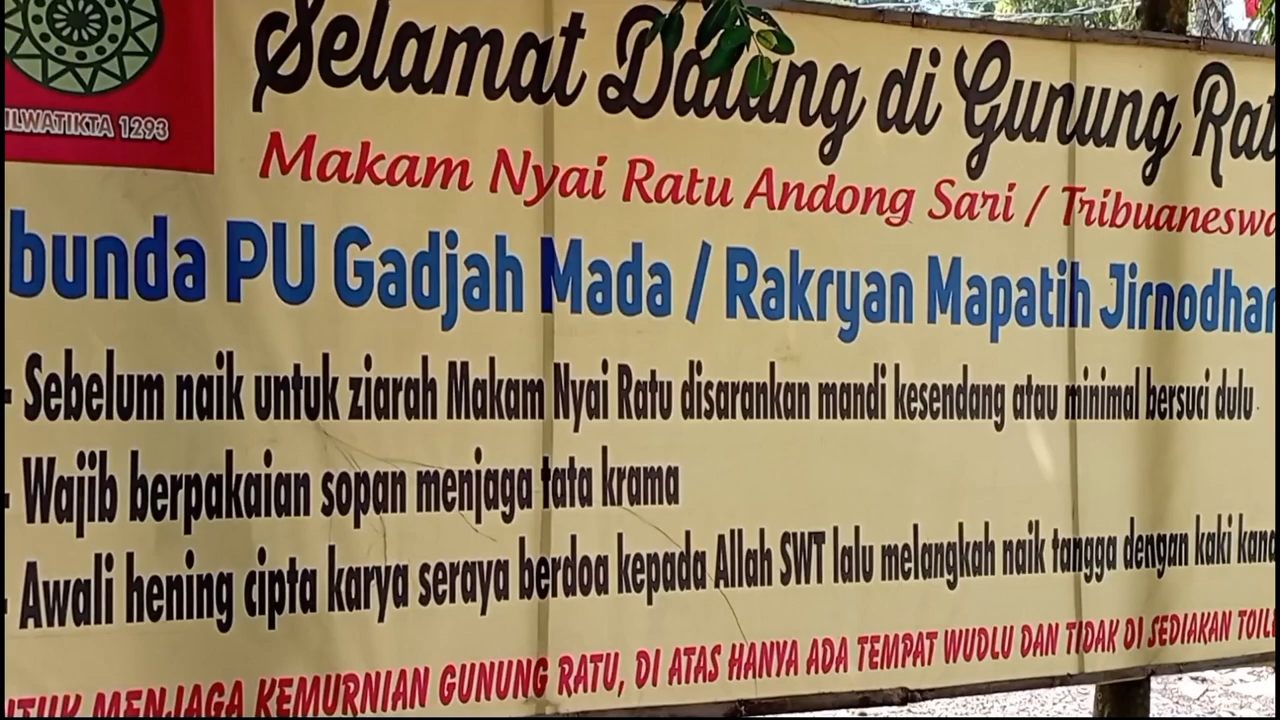 ILWATIKTA 1293
Selamat Datang di Gunung Rat
Makam Nyai Ratu Andong Sari / Tribuaneswa
bunda PU Gadjah Mada / Rakryan Mapatih Jirnodhar
- Sebelum naik untuk ziarah Makam Nyai Ratu disarankan mandi kesendang atau minimal bersuci dulu
- Wajib berpakaian sopan menjaga tata krama
- Awali hening cipta karya seraya berdoa kepada Allah SWT lalu melangkah naik tangga dengan kaki kana
NTUK MENJAGA KEMURNIAN GUNUNG RATU, DI ATAS HANYA ADA TEMPAT WUDLU DAN TIDAK DI SEDIAKAN TOIL